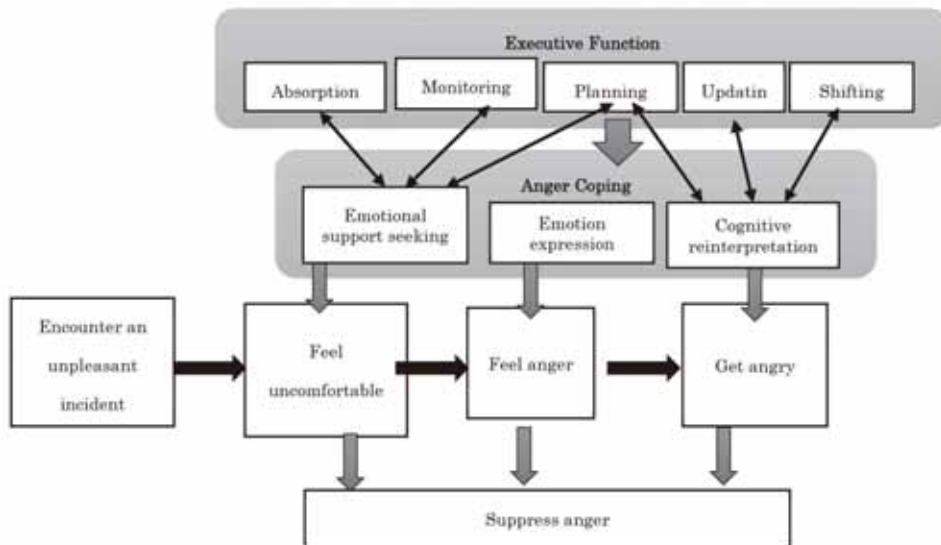 Executive Function
Absorption
Monitoring
Planning
Updatin
Shifting
Anger Coping
Emotional
support seeking
Emotion
expression
Cognitive
reinterpretation
Encounter an
unpleasant
incident
Feel
uncomfortable
Feel anger
Get angry
Suppress anger